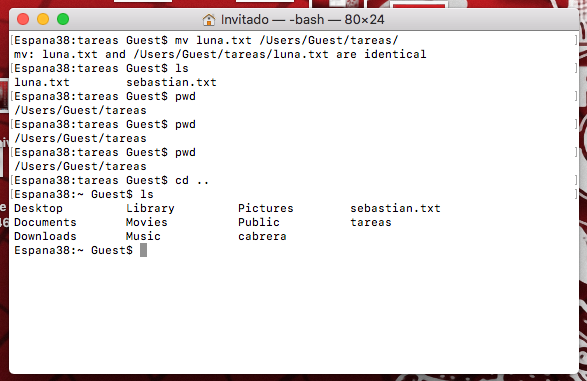 Invitado — -bash — 80×24
[Espana38:tareas Guest$ mv luna.txt /Users/Guest/tareas/ ]
mv: luna.txt and /Users/Guest/tareas/luna.txt are identical
[Espana38:tareas Guest$ ls ]
luna.txt        sebastian.txt
[Espana38:tareas Guest$ pwd ]
/Users/Guest/tareas
[Espana38:tareas Guest$ pwd ]
/Users/Guest/tareas
[Espana38:tareas Guest$ pwd ]
/Users/Guest/tareas
[Espana38:tareas Guest$ cd .. ]
[Espana38:~ Guest$ ls ]
Desktop         Library         Pictures        sebastian.txt
Documents       Movies          Public          tareas
Downloads       Music           cabrera
Espana38:~ Guest$